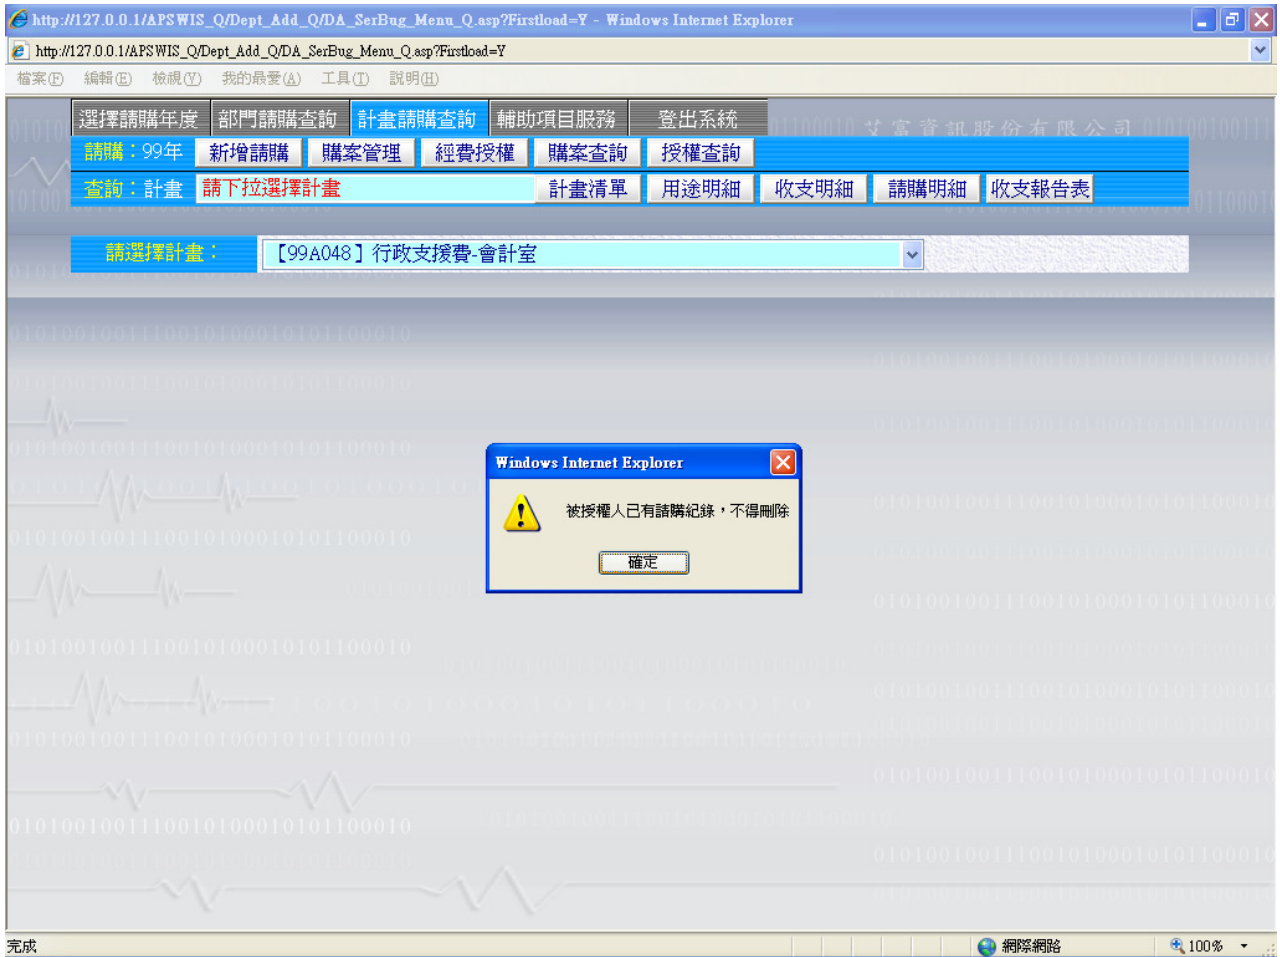 http://127.0.0.1/APSWIS_Q/Dept_Add_Q/DA_SerBug_Menu_Q.asp?Firstload=Y - Windows Internet Explorer
http://127.0.0.1/APSWIS_Q/Dept_Add_Q/DA_SerBug_Menu_Q.asp?Firstload=Y
檔案(F) 編輯(E) 檢視(V) 我的最愛(A) 工具(T) 說明(H)
選擇請購年度 部門請購查詢 計畫請購查詢 輔助項目服務 登出系統
艾富資訊股份有限公司
請購：99年 新增請購 購案管理 經費授權 購案查詢 授權查詢
查詢：計畫 請下拉選擇計畫 計畫清單 用途明細 收支明細 請購明細 收支報告表
請選擇計畫： 【99A048】行政支援費-會計室
Windows Internet Explorer
被授權人已有請購紀錄，不得刪除
確定
完成 網際網路 100%